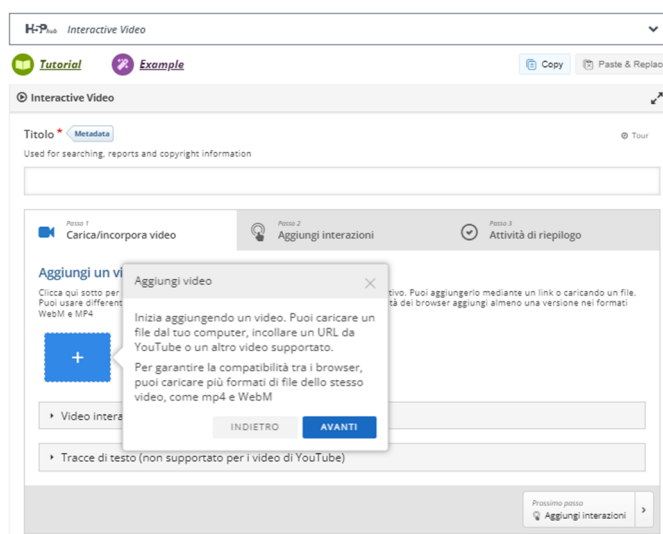 H5Phub Interactive Video
Tutorial Example Copy Paste & Replac
Interactive Video
Titolo * Metadata Tour
Used for searching, reports and copyright information
Passo 1 Passo 2 Passo 3
Carica/incorpora video Aggiungi interazioni Attività di riepilogo
Aggiungi un vi
Clicca qui sotto per
tivo. Puoi aggiungerlo mediante un link o caricando un file.
Puoi usare different
tà dei browser aggiungi almeno una versione nei formati
WebM e MP4
+
Aggiungi video
Inizia aggiungendo un video. Puoi caricare un
file dal tuo computer, incollare un URL da
YouTube o un altro video supportato.
Per garantire la compatibilità tra i browser,
puoi caricare più formati di file dello stesso
video, come mp4 e WebM
INDIETRO AVANTI
Video intera
Tracce di testo (non supportato per i video di YouTube)
Prossimo passo
Aggiungi interazioni